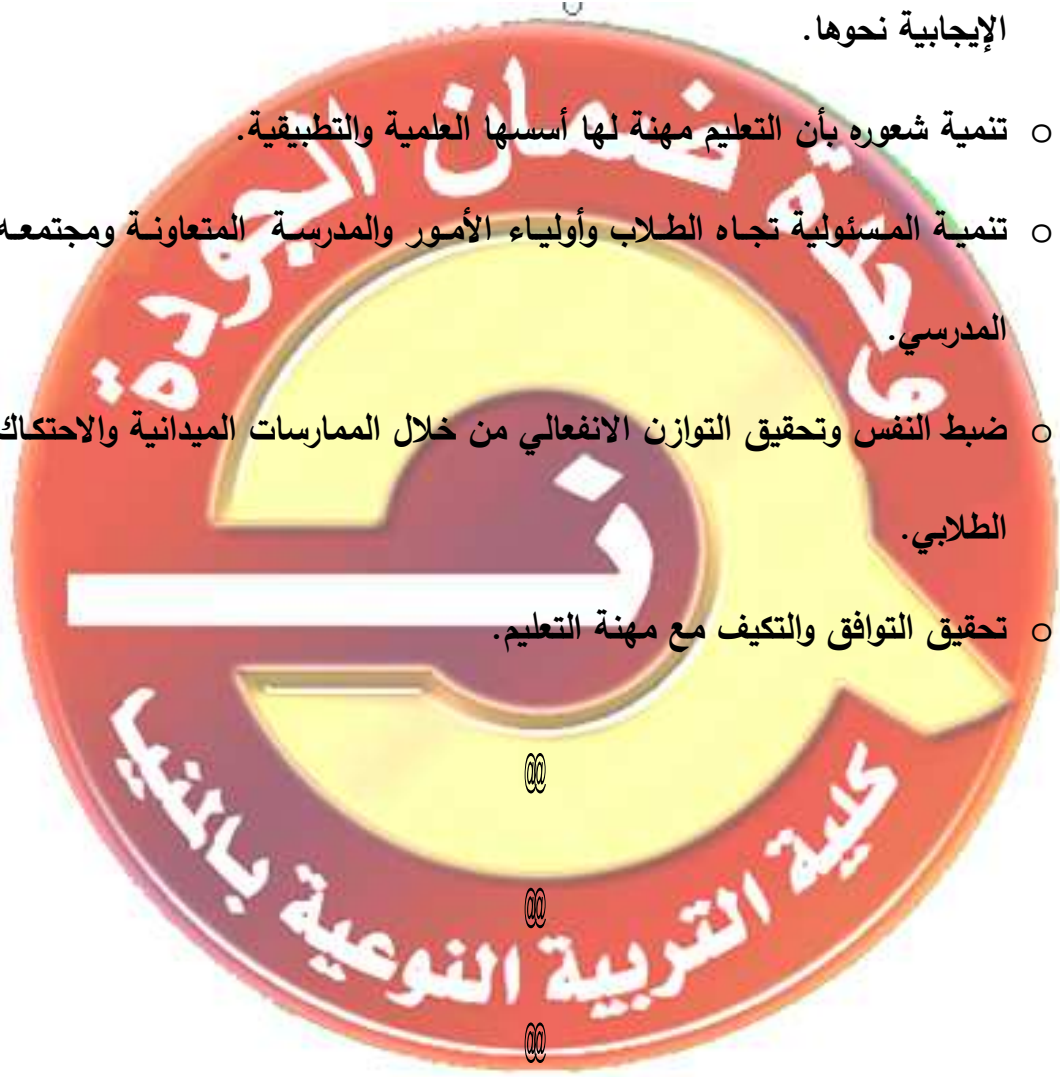 الإيجابية نحوها.
○ تنمية شعوره بأن التعليم مهنة لها أسسها العلمية والتطبيقية.
○ تنمية المسئولية تجاه الطلاب وأولياء الأمور والمدرسة المتعاونة ومجتمعه
المدرسي.
○ ضبط النفس وتحقيق التوازن الانفعالي من خلال الممارسات الميدانية والاحتكاك
الطلابي.
○ تحقيق التوافق والتكيف مع مهنة التعليم.
@@
@@
@@
وحدة ضمان الجودة
كلية التربية النوعية